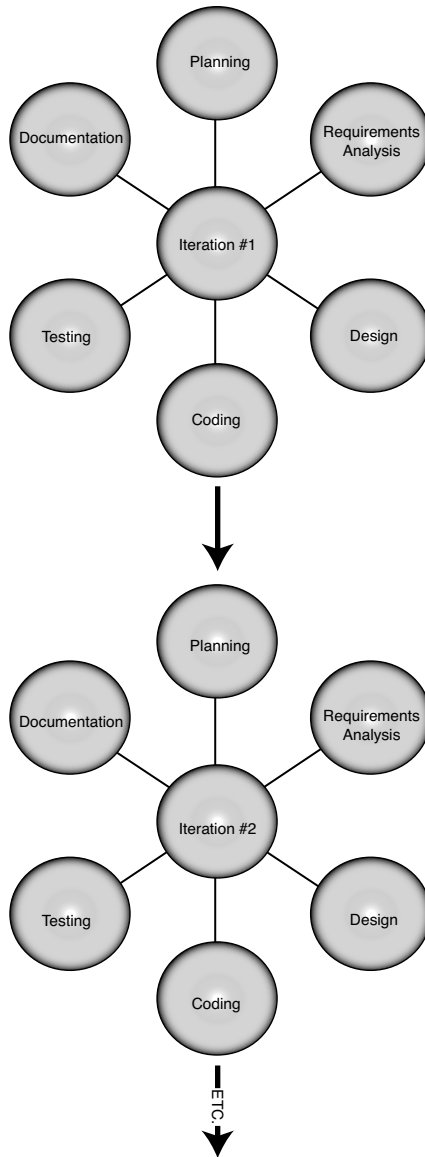 Planning
Documentation
Requirements
Analysis
Iteration #1
Testing
Design
Coding
Planning
Documentation
Requirements
Analysis
Iteration #2
Testing
Design
Coding
ETC.